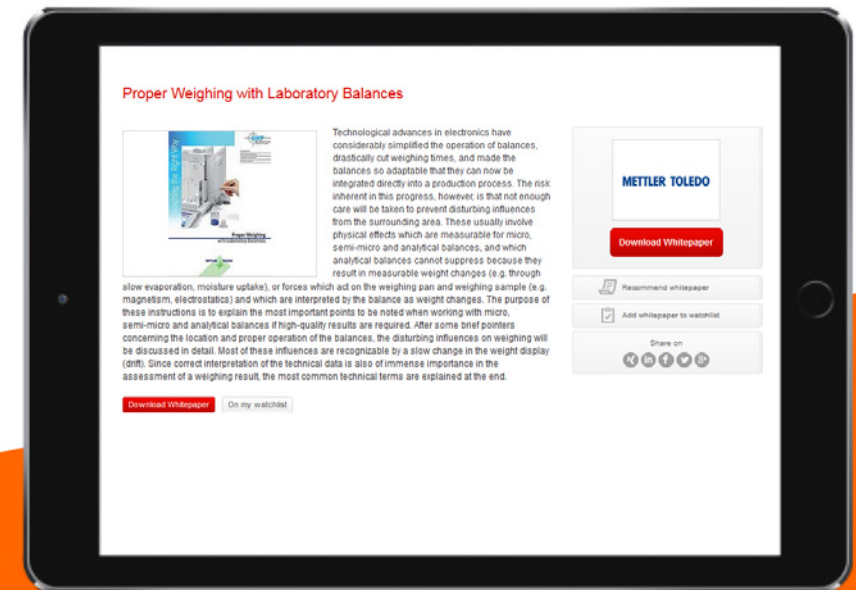 Proper Weighing with Laboratory Balances
Weighing the Right Way
Proper Weighing
with Laboratory Balances
Technological advances in electronics have
considerably simplified the operation of balances,
drastically cut weighing times, and made the
balances so adaptable that they can now be
integrated directly into a production process. The risk
inherent in this progress, however, is that not enough
care will be taken to prevent disturbing influences
from the surrounding area. These usually involve
physical effects which are measurable for micro,
semi-micro and analytical balances, and which
analytical balances cannot suppress because they
result in measurable weight changes (e.g. through
slow evaporation, moisture uptake), or forces which act on the weighing pan and weighing sample (e.g.
magnetism, electrostatics) and which are interpreted by the balance as weight changes. The purpose of
these instructions is to explain the most important points to be noted when working with micro,
semi-micro and analytical balances if high-quality results are required. After some brief pointers
concerning the location and proper operation of the balances, the disturbing influences on weighing will
be discussed in detail. Most of these influences are recognizable by a slow change in the weight display
(drift). Since correct interpretation of the technical data is also of immense importance in the
assessment of a weighing result, the most common technical terms are explained at the end.
Download Whitepaper
On my watchlist
METTLER TOLEDO
Download Whitepaper
Recommend whitepaper
Add whitepaper to watchlist
Share on